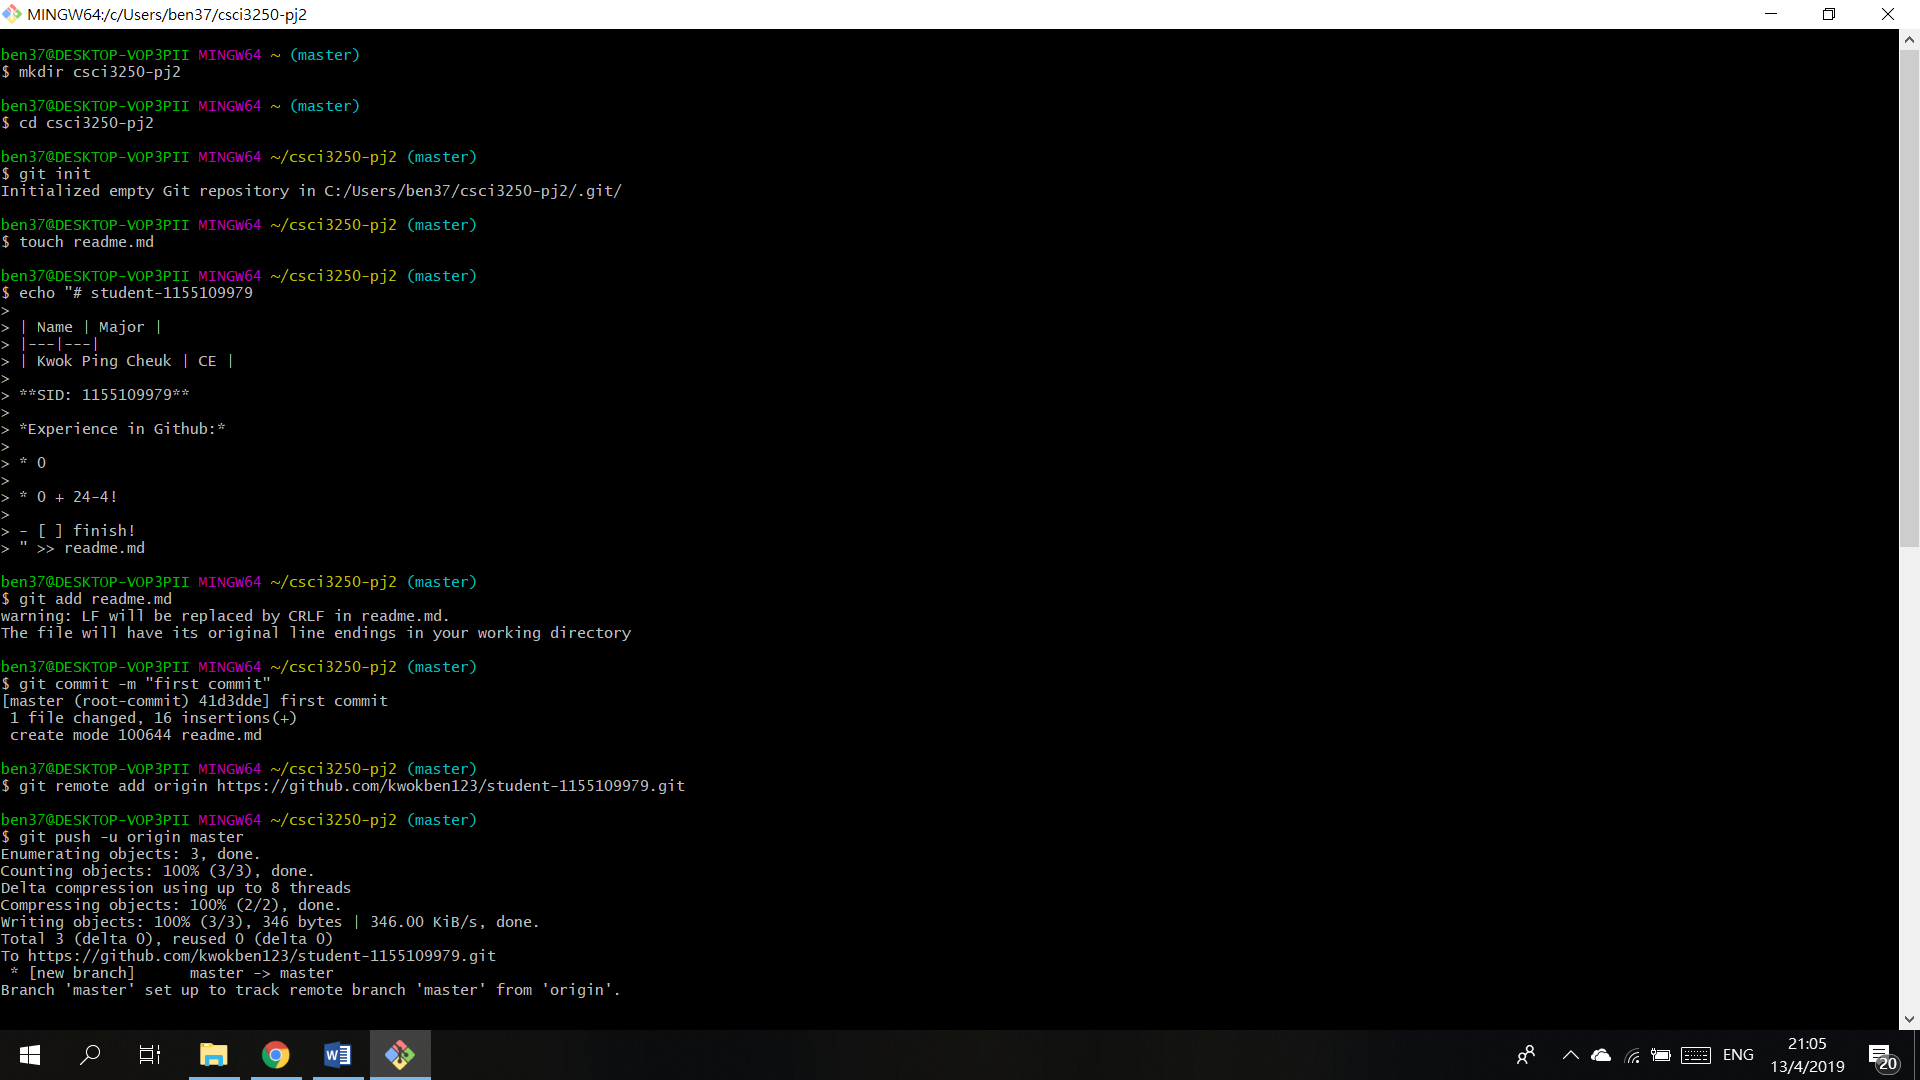 MINGW64:/c/Users/ben37/csci3250-pj2
ben37@DESKTOP-VOP3PII MINGW64 ~ (master)
$ mkdir csci3250-pj2
ben37@DESKTOP-VOP3PII MINGW64 ~ (master)
$ cd csci3250-pj2
ben37@DESKTOP-VOP3PII MINGW64 ~/csci3250-pj2 (master)
$ git init
Initialized empty Git repository in C:/Users/ben37/csci3250-pj2/.git/
ben37@DESKTOP-VOP3PII MINGW64 ~/csci3250-pj2 (master)
$ touch readme.md
ben37@DESKTOP-VOP3PII MINGW64 ~/csci3250-pj2 (master)
$ echo "# student-1155109979
>
> | Name | Major |
> |---|---|
> | Kwok Ping Cheuk | CE |
>
> **SID: 1155109979**
>
> *Experience in Github:*
>
> * 0
>
> * 0 + 24-4!
>
> - [ ] finish!
> " >> readme.md
ben37@DESKTOP-VOP3PII MINGW64 ~/csci3250-pj2 (master)
$ git add readme.md
warning: LF will be replaced by CRLF in readme.md.
The file will have its original line endings in your working directory
ben37@DESKTOP-VOP3PII MINGW64 ~/csci3250-pj2 (master)
$ git commit -m "first commit"
[master (root-commit) 41d3dde] first commit
 1 file changed, 16 insertions(+)
 create mode 100644 readme.md
ben37@DESKTOP-VOP3PII MINGW64 ~/csci3250-pj2 (master)
$ git remote add origin https://github.com/kwokben123/student-1155109979.git
ben37@DESKTOP-VOP3PII MINGW64 ~/csci3250-pj2 (master)
$ git push -u origin master
Enumerating objects: 3, done.
Counting objects: 100% (3/3), done.
Delta compression using up to 8 threads
Compressing objects: 100% (2/2), done.
Writing objects: 100% (3/3), 346 bytes | 346.00 KiB/s, done.
Total 3 (delta 0), reused 0 (delta 0)
To https://github.com/kwokben123/student-1155109979.git
 * [new branch]      master -> master
Branch 'master' set up to track remote branch 'master' from 'origin'.
ENG
21:05
13/4/2019
20